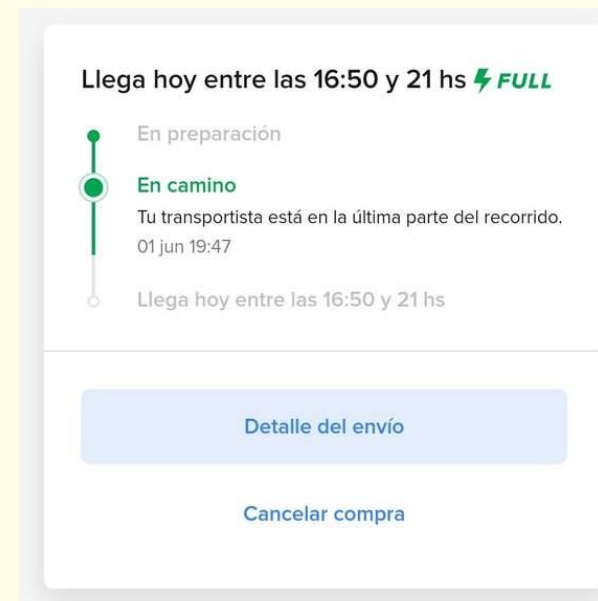 Llega hoy entre las 16:50 y 21 hs FULL
En preparación
En camino
Tu transportista está en la última parte del recorrido.
01 jun 19:47
Llega hoy entre las 16:50 y 21 hs
Detalle del envío
Cancelar compra